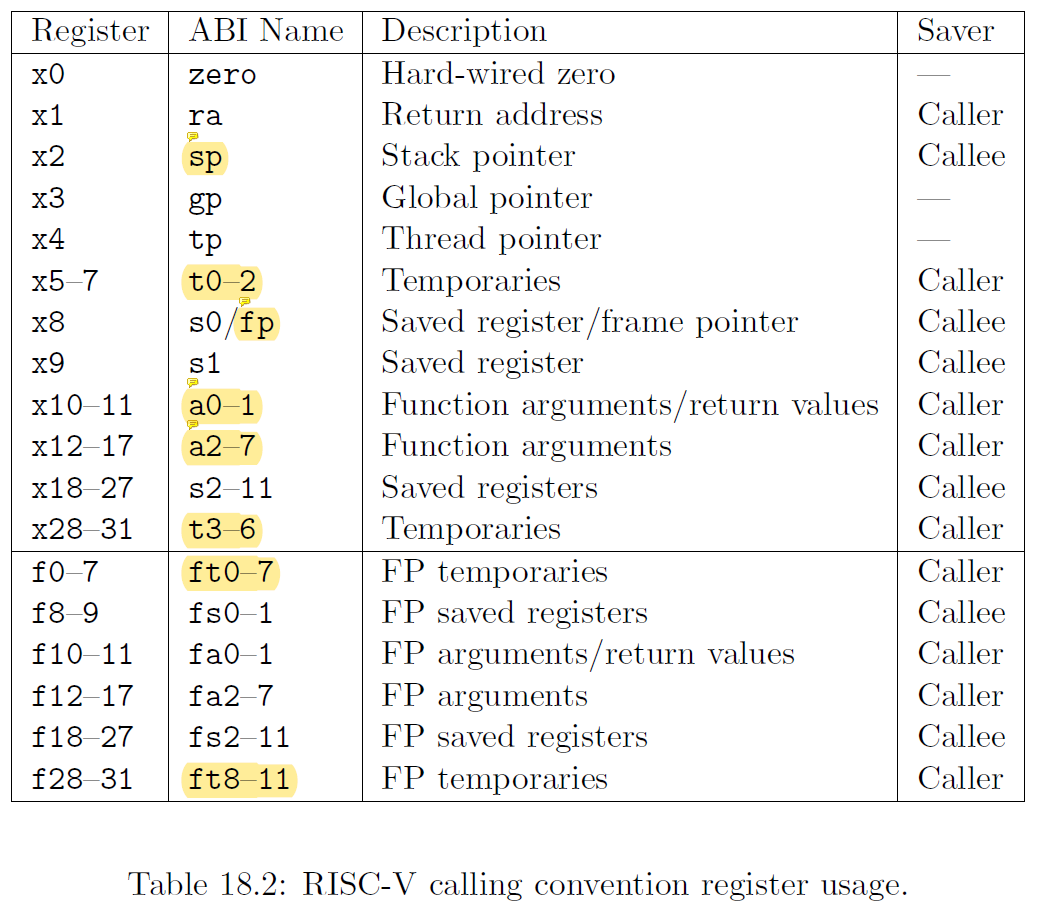 Register ABI Name Description Saver
x0 zero Hard-wired zero —
x1 ra Return address Caller
x2 sp Stack pointer Callee
x3 gp Global pointer —
x4 tp Thread pointer —
x5–7 t0–2 Temporaries Caller
x8 s0/fp Saved register/frame pointer Callee
x9 s1 Saved register Callee
x10–11 a0–1 Function arguments/return values Caller
x12–17 a2–7 Function arguments Caller
x18–27 s2–11 Saved registers Callee
x28–31 t3–6 Temporaries Caller
f0–7 ft0–7 FP temporaries Caller
f8–9 fs0–1 FP saved registers Callee
f10–11 fa0–1 FP arguments/return values Caller
f12–17 fa2–7 FP arguments Caller
f18–27 fs2–11 FP saved registers Callee
f28–31 ft8–11 FP temporaries Caller
Table 18.2: RISC-V calling convention register usage.